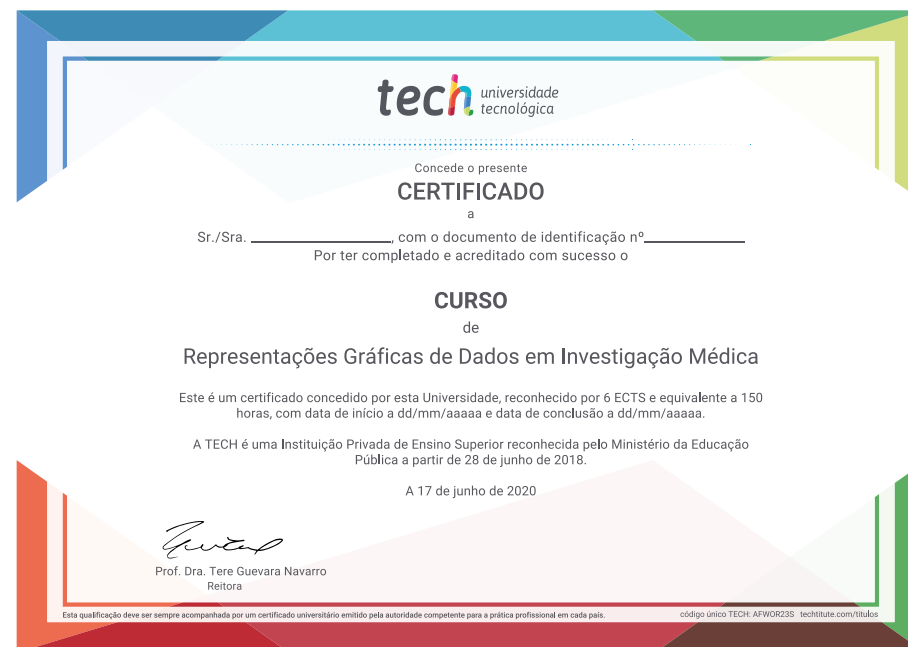 tech universidade
tecnológica
Concede o presente
CERTIFICADO
a
Sr./Sra. ____________, com o documento de identificação nº____________
Por ter completado e acreditado com sucesso o
CURSO
de
Representações Gráficas de Dados em Investigação Médica
Este é um certificado concedido por esta Universidade, reconhecido por 6 ECTS e equivalente a 150
horas, com data de início a dd/mm/aaaaa e data de conclusão a dd/mm/aaaaa.
A TECH é uma Instituição Privada de Ensino Superior reconhecida pelo Ministério da Educação
Pública a partir de 28 de junho de 2018.
A 17 de junho de 2020
Prof. Dra. Tere Guevara Navarro
Reitora
Esta qualificação deve ser sempre acompanhada por um certificado universitário emitido pela autoridade competente para a prática profissional em cada país.
código único TECH: AFWOR23S techtitute.com/titulos